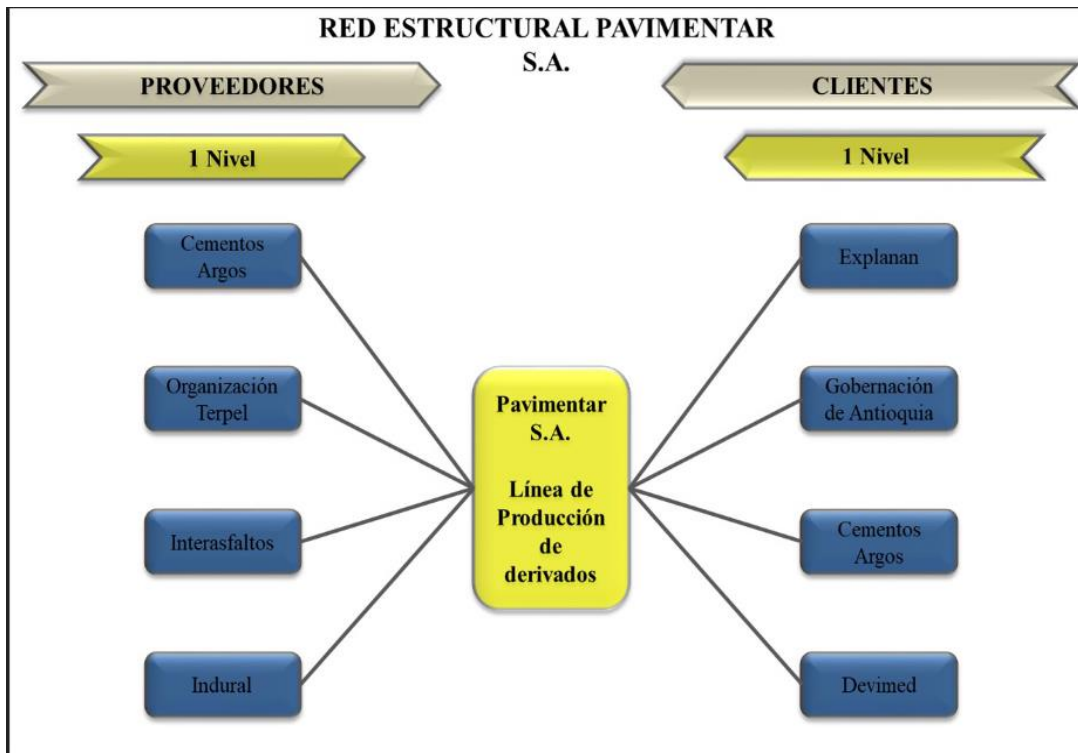 RED ESTRUCTURAL PAVIMENTAR
S.A.
PROVEEDORES
CLIENTES
1 Nivel
1 Nivel
Cementos
Argos
Organización
Terpel
Interasfaltos
Indural
Pavimentar
S.A.
Línea de
Producción
de
derivados
Explanan
Gobernación
de Antioquia
Cementos
Argos
Devimed